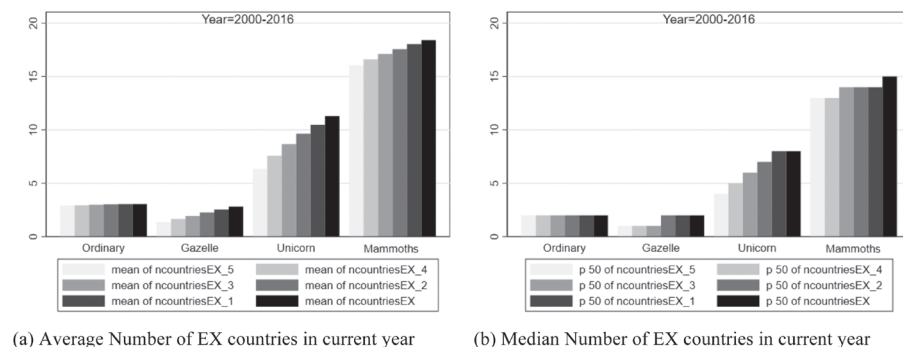 Year=2000-2016
20
15
10
5
0
Ordinary Gazelle Unicorn Mammoths
mean of ncountriesEX_5 mean of ncountriesEX_4
mean of ncountriesEX_3 mean of ncountriesEX_2
mean of ncountriesEX_1 mean of ncountriesEX
(a) Average Number of EX countries in current year
Year=2000-2016
20
15
10
5
0
Ordinary Gazelle Unicorn Mammoths
p 50 of ncountriesEX_5 p 50 of ncountriesEX_4
p 50 of ncountriesEX_3 p 50 of ncountriesEX_2
p 50 of ncountriesEX_1 p 50 of ncountriesEX
(b) Median Number of EX countries in current year